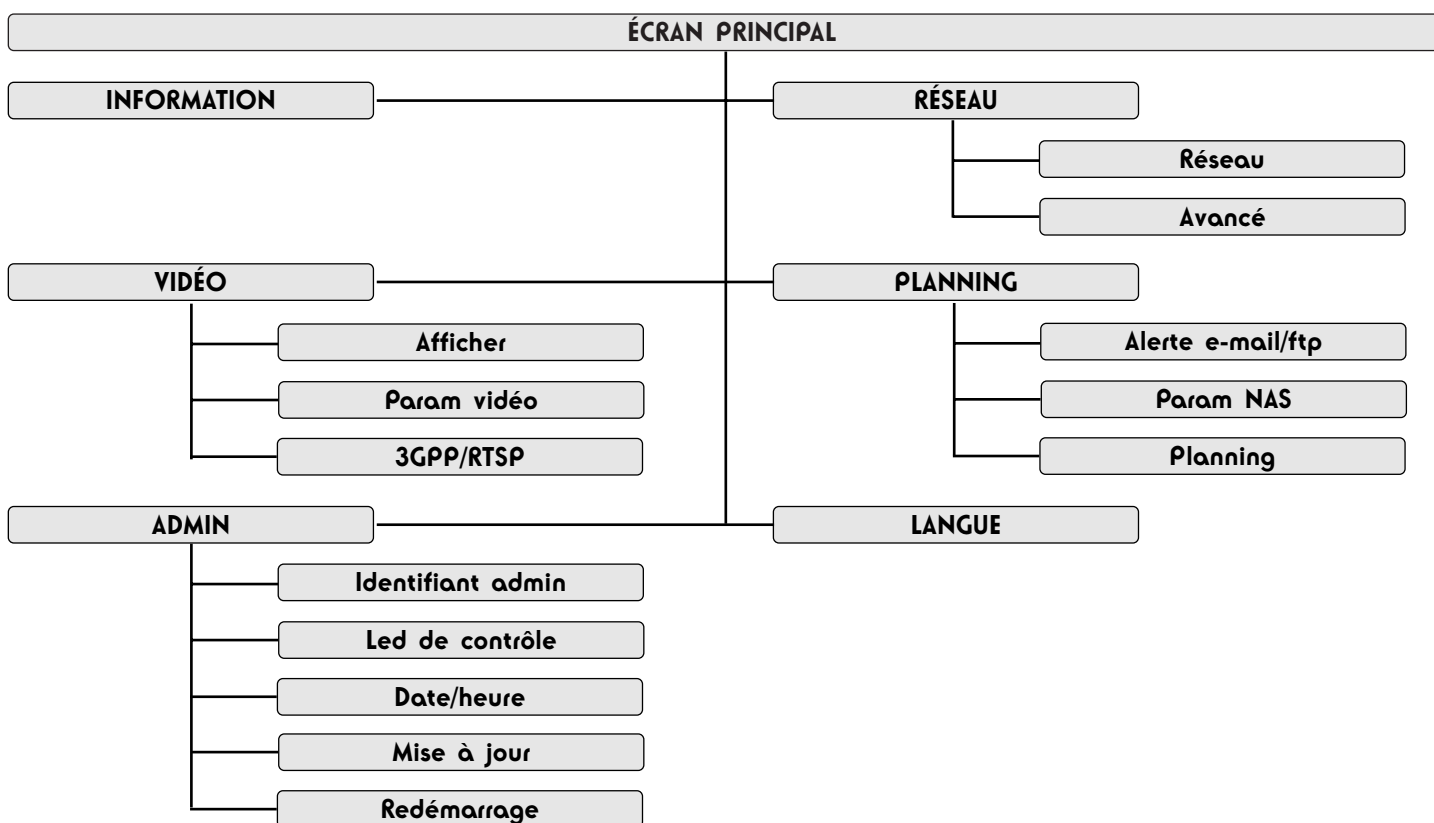 ÉCRAN PRINCIPAL
INFORMATION
RÉSEAU
Réseau
Avancé
VIDÉO
Afficher
Param vidéo
3GPP/RTSP
PLANNING
Alerte e-mail/ftp
Param NAS
Planning
ADMIN
Identifiant admin
Led de contrôle
Date/heure
Mise à jour
Redémarrage
LANGUE